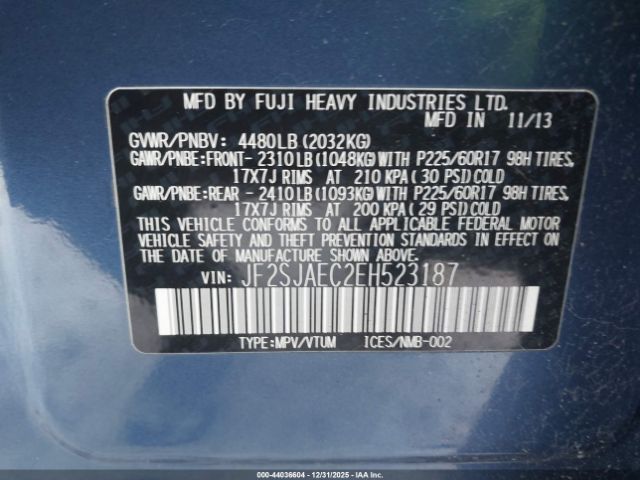 MFD BY FUJI HEAVY INDUSTRIES LTD.
MFD IN 11/13
GVWR/PNBV: 4480LB (2032KG)
GAWR/PNBE:FRONT- 2310LB (1048KG) WITH P225/60R17 98H TIRES,
17X7J RIMS AT 210 KPA ( 30 PSI) COLD
GAWR/PNBE:REAR - 2410LB (1093KG) WITH P225/60R17 98H TIRES,
17X7J RIMS AT 200 KPA ( 29 PSI) COLD
THIS VEHICLE CONFORMS TO ALL APPLICABLE FEDERAL MOTOR
VEHICLE SAFETY AND THEFT PREVENTION STANDARDS IN EFFECT
ON THE DATE OF MANUFACTURE SHOWN ABOVE.
VIN: JF2SJAEC2EH523187
TYPE:MPV/VTUM ICES/NMB-002
000-44036604 - 12/31/2025 - IAAI.COM